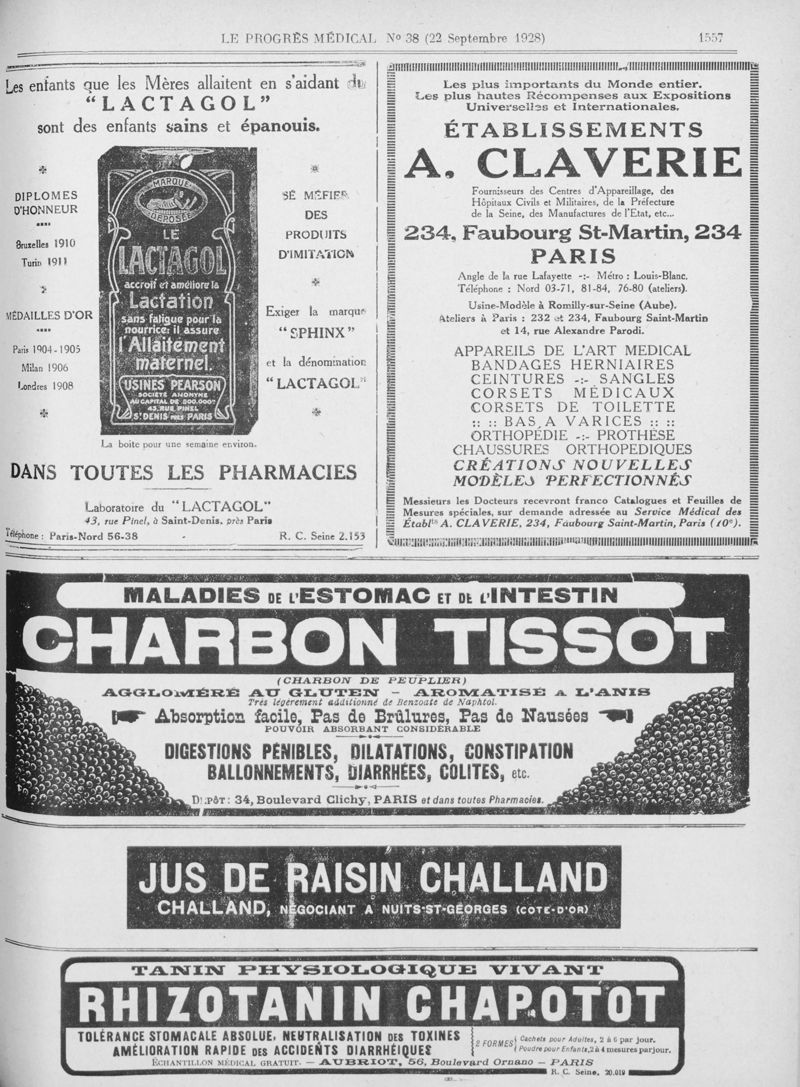 LE PROGRÈS MÉDICAL No 38 (22 Septembre 1928)
1557
Les enfants que les Mères allaitent en s'aidant du
“LACTAGOL”
sont des enfants sains et épanouis.
DIPLOMES
D'HONNEUR
Bruxelles 1910
Turin 1911
MÉDAILLES D'OR
Paris 1904-1905
Milan 1906
Londres 1908
MARQUE
DÉPOSÉE
LE
LACTAGOL
accroît et améliore la
Lactation
sans fatigue pour la
nourrice: il assure
l'Allaitement
maternel.
USINES PEARSON
SOCIÉTÉ ANONYME
AU CAPITAL DE 500.000?
43, RUE PINEL
ST DENIS PRÈS PARIS
SE MÉFIER
DES
PRODUITS
D'IMITATION
Exiger la marque
“SPHINX”
et la dénomination
“LACTAGOL”
La boîte pour une semaine environ.
DANS TOUTES LES PHARMACIES
Laboratoire du “LACTAGOL”
43, rue Pinel, à Saint-Denis, près Paris
Téléphone : Paris-Nord 56-38 - R. C. Seine 2.153
Les plus importants du Monde entier.
Les plus hautes Récompenses aux Expositions
Universelles et Internationales.
ÉTABLISSEMENTS
A. CLAVERIE
Fournisseurs des Centres d'Appareillage, des
Hôpitaux Civils et Militaires, de la Préfecture
de la Seine, des Manufactures de l'Etat, etc...
234, Faubourg St-Martin, 234
PARIS
Angle de la rue Lafayette -:- Métro : Louis-Blanc.
Téléphone : Nord 03-71, 81-84, 76-80 (ateliers).
Usine-Modèle à Romilly-sur-Seine (Aube).
Ateliers à Paris : 232 et 234, Faubourg Saint-Martin
et 14, rue Alexandre Parodi.
APPAREILS DE L'ART MEDICAL
BANDAGES HERNIAIRES
CEINTURES -:- SANGLES
CORSETS MÉDICAUX
CORSETS DE TOILETTE
:: :: BAS A VARICES :: ::
ORTHOPÉDIE -:- PROTHÈSE
CHAUSSURES ORTHOPEDIQUES
CRÉATIONS NOUVELLES
MODÈLES PERFECTIONNÉS
Messieurs les Docteurs recevront franco Catalogues et Feuilles de
Mesures spéciales, sur demande adressée au Service Médical des
Établts A. CLAVERIE, 234, Faubourg Saint-Martin, Paris (10e).
MALADIES DE L'ESTOMAC ET DE L'INTESTIN
CHARBON TISSOT
(CHARBON DE PEUPLIER)
AGGLOMÉRÉ AU GLUTEN - AROMATISÉ A L'ANIS
Très légèrement additionné de Benzoate de Naphtol.
Absorption facile, Pas de Brûlures, Pas de Nausées
POUVOIR ABSORBANT CONSIDÉRABLE
DIGESTIONS PÉNIBLES, DILATATIONS, CONSTIPATION
BALLONNEMENTS, DIARRHÉES, COLITES, etc.
DÉPÔT: 34, Boulevard Clichy, PARIS et dans toutes Pharmacies.
JUS DE RAISIN CHALLAND
CHALLAND, NÉGOCIANT A NUITS-ST-GEORGES (COTE-D'OR)
TANIN PHYSIOLOGIQUE VIVANT
RHIZOTANIN CHAPOTOT
TOLÉRANCE STOMACALE ABSOLUE, NEUTRALISATION DES TOXINES
AMÉLIORATION RAPIDE DES ACCIDENTS DIARRHÉIQUES
2 FORMES
Cachets pour Adultes, 2 à 6 par jour.
Poudre pour Enfants, 2 à 4 mesures par jour.
ÉCHANTILLON MÉDICAL GRATUIT. - AUBRIOT, 56, Boulevard Ornano - PARIS
R. C. Seine, 20.019